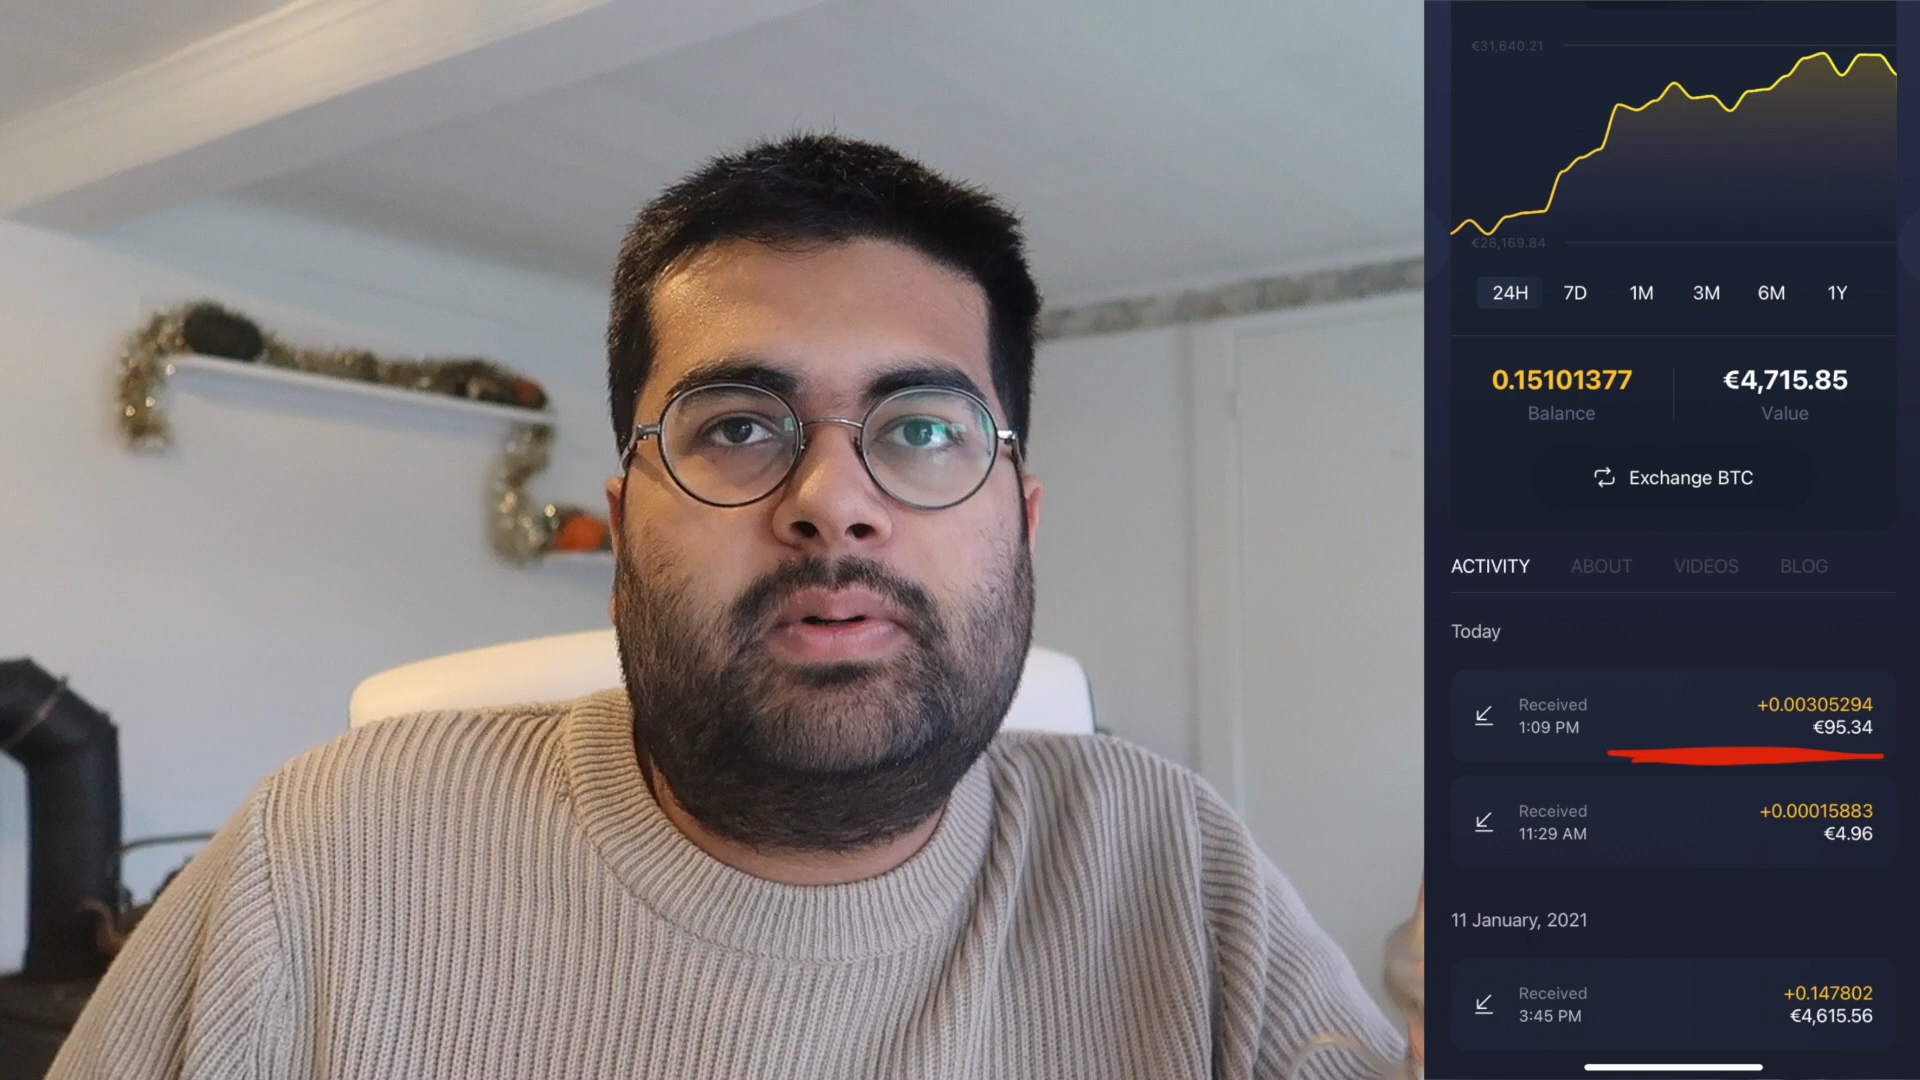 €31,640.21
€28,169.84
24H 7D 1M 3M 6M 1Y
0.15101377 €4,715.85
Balance Value
Exchange BTC
ACTIVITY ABOUT VIDEOS BLOG
Today
Received +0.00305294
1:09 PM €95.34
Received +0.00015883
11:29 AM €4.96
11 January, 2021
Received +0.147802
3:45 PM €4,615.56